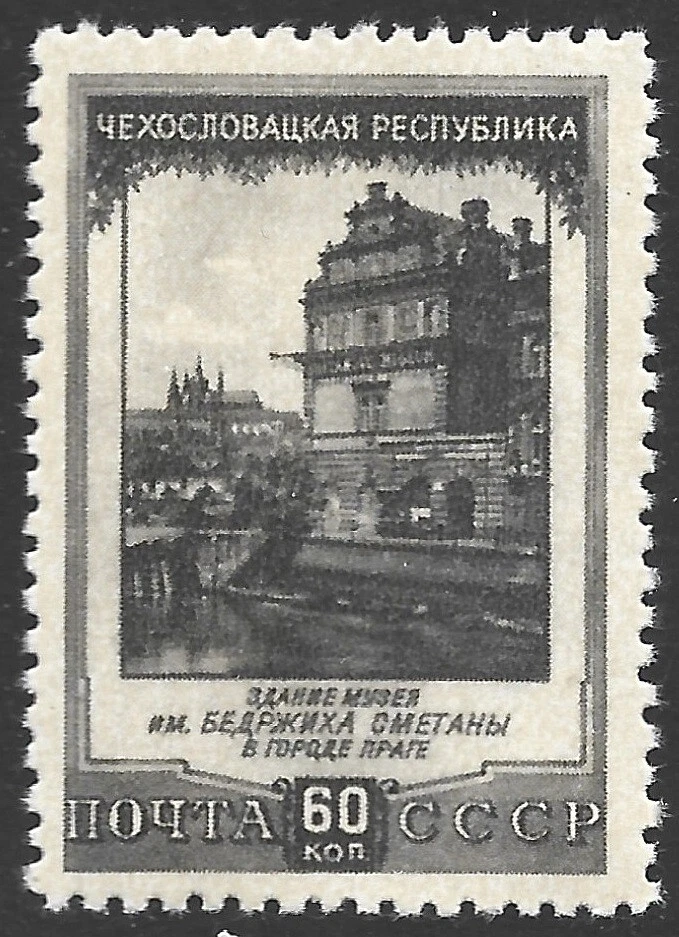 ЧЕХОСЛОВАЦКАЯ РЕСПУБЛИКА
ЗДАНИЕ МУЗЕЯ
им. БЕДРЖИХА СМЕТАНЫ
В ГОРОДЕ ПРАГЕ
ПОЧТА 60 СССР
КОП